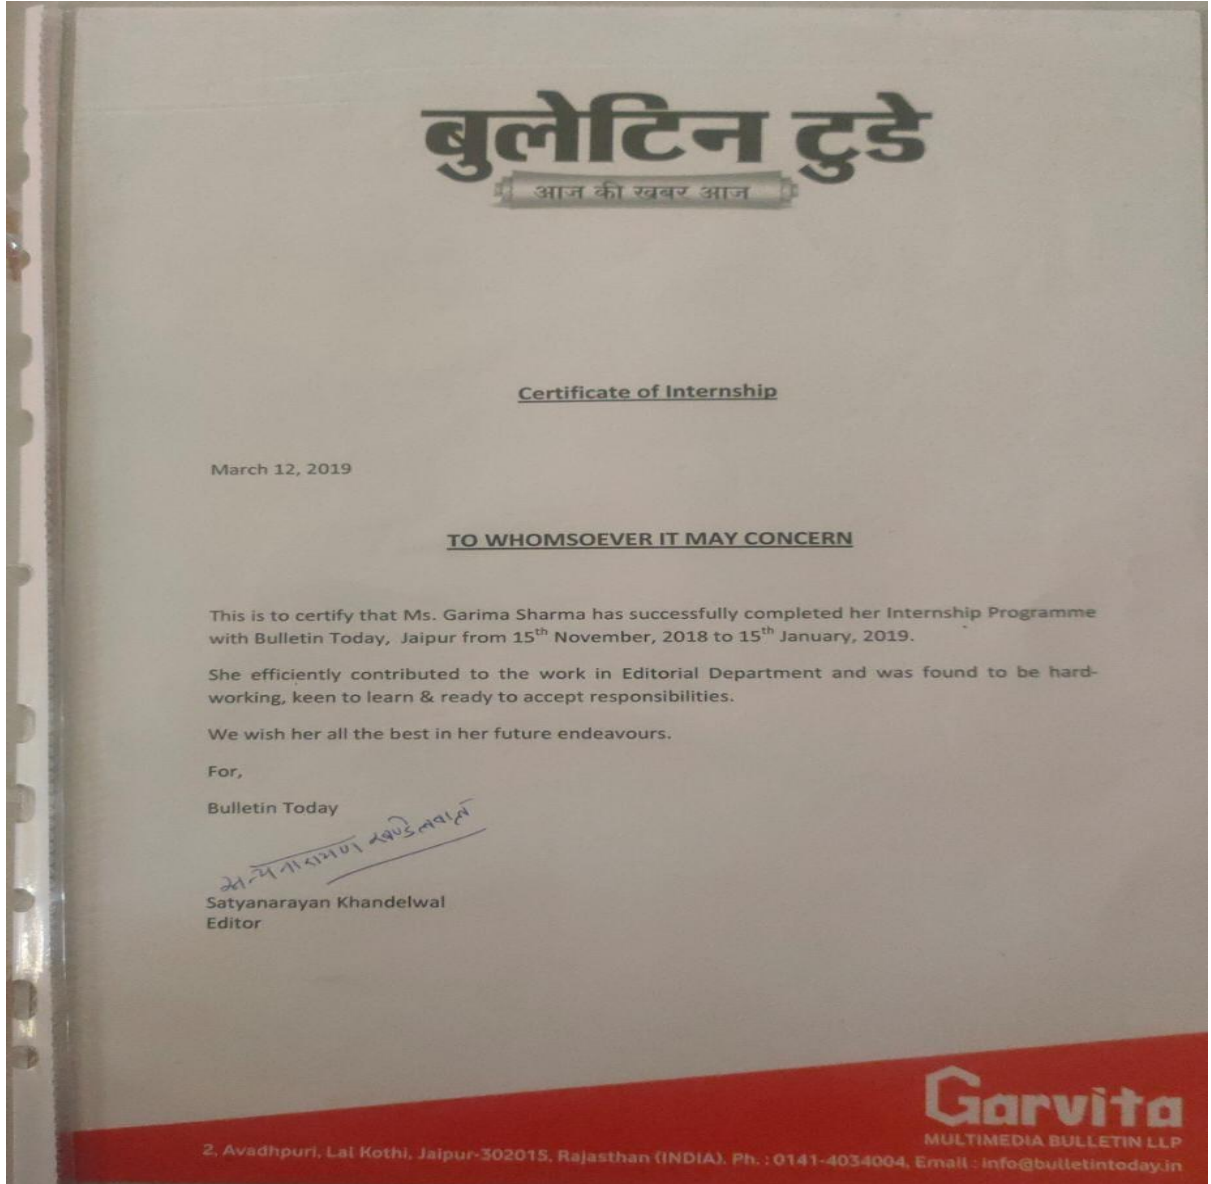 बुलेटिन टुडे
आज की खबर आज
Certificate of Internship
March 12, 2019
TO WHOMSOEVER IT MAY CONCERN
This is to certify that Ms. Garima Sharma has successfully completed her Internship Programme
with Bulletin Today, Jaipur from 15th November, 2018 to 15th January, 2019.
She efficiently contributed to the work in Editorial Department and was found to be hard-
working, keen to learn & ready to accept responsibilities.
We wish her all the best in her future endeavours.
For,
Bulletin Today
सत्यनारायण खण्डेलवाल
Satyanarayan Khandelwal
Editor
Garvita
MULTIMEDIA BULLETIN LLP
2, Avadhpuri, Lal Kothi, Jaipur-302015, Rajasthan (INDIA). Ph. : 0141-4034004, Email : info@bulletintoday.in